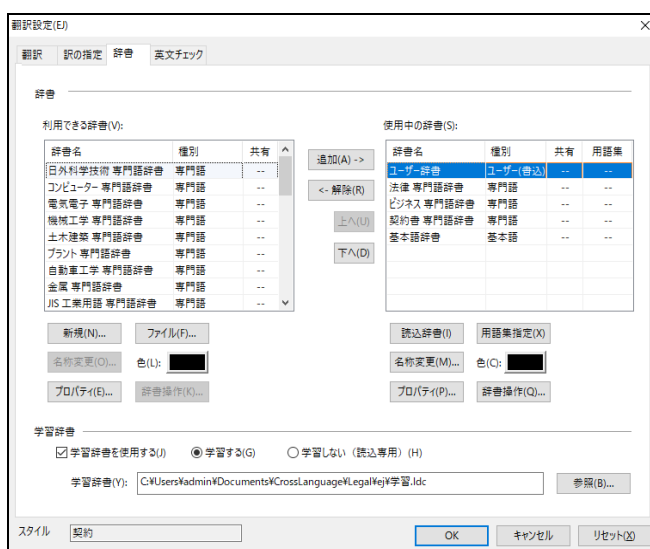 翻訳設定(EJ)
翻訳 訳の指定 辞書 英文チェック
辞書
利用できる辞書(V):
辞書名 種別 共有
日外科学技術 専門語辞書 専門語 --
コンピューター 専門語辞書 専門語 --
電気電子 専門語辞書 専門語 --
機械工学 専門語辞書 専門語 --
土木建築 専門語辞書 専門語 --
プラント 専門語辞書 専門語 --
自動車工学 専門語辞書 専門語 --
金属 専門語辞書 専門語 --
JIS 工業用語 専門語辞書 専門語 --
追加(A) ->
<- 解除(R)
上へ(U)
下へ(D)
使用中の辞書(S):
辞書名 種別 共有 用語集
ユーザー辞書 ユーザー(書込) -- --
法律 専門語辞書 専門語 -- --
ビジネス 専門語辞書 専門語 -- --
契約書 専門語辞書 専門語 -- --
基本語辞書 基本語 -- --
新規(N)... ファイル(F)...
名称変更(O)... 色(L):
プロパティ(E)... 辞書操作(K)...
読込辞書(I) 用語集指定(X)
名称変更(M)... 色(C):
プロパティ(P)... 辞書操作(Q)...
学習辞書
学習辞書を使用する(J) 学習する(G) 学習しない（読込専用）(H)
学習辞書(Y): C:¥Users¥admin¥Documents¥CrossLanguage¥Legal¥ej¥学習.ldc 参照(B)...
スタイル 契約 OK キャンセル リセット(X)